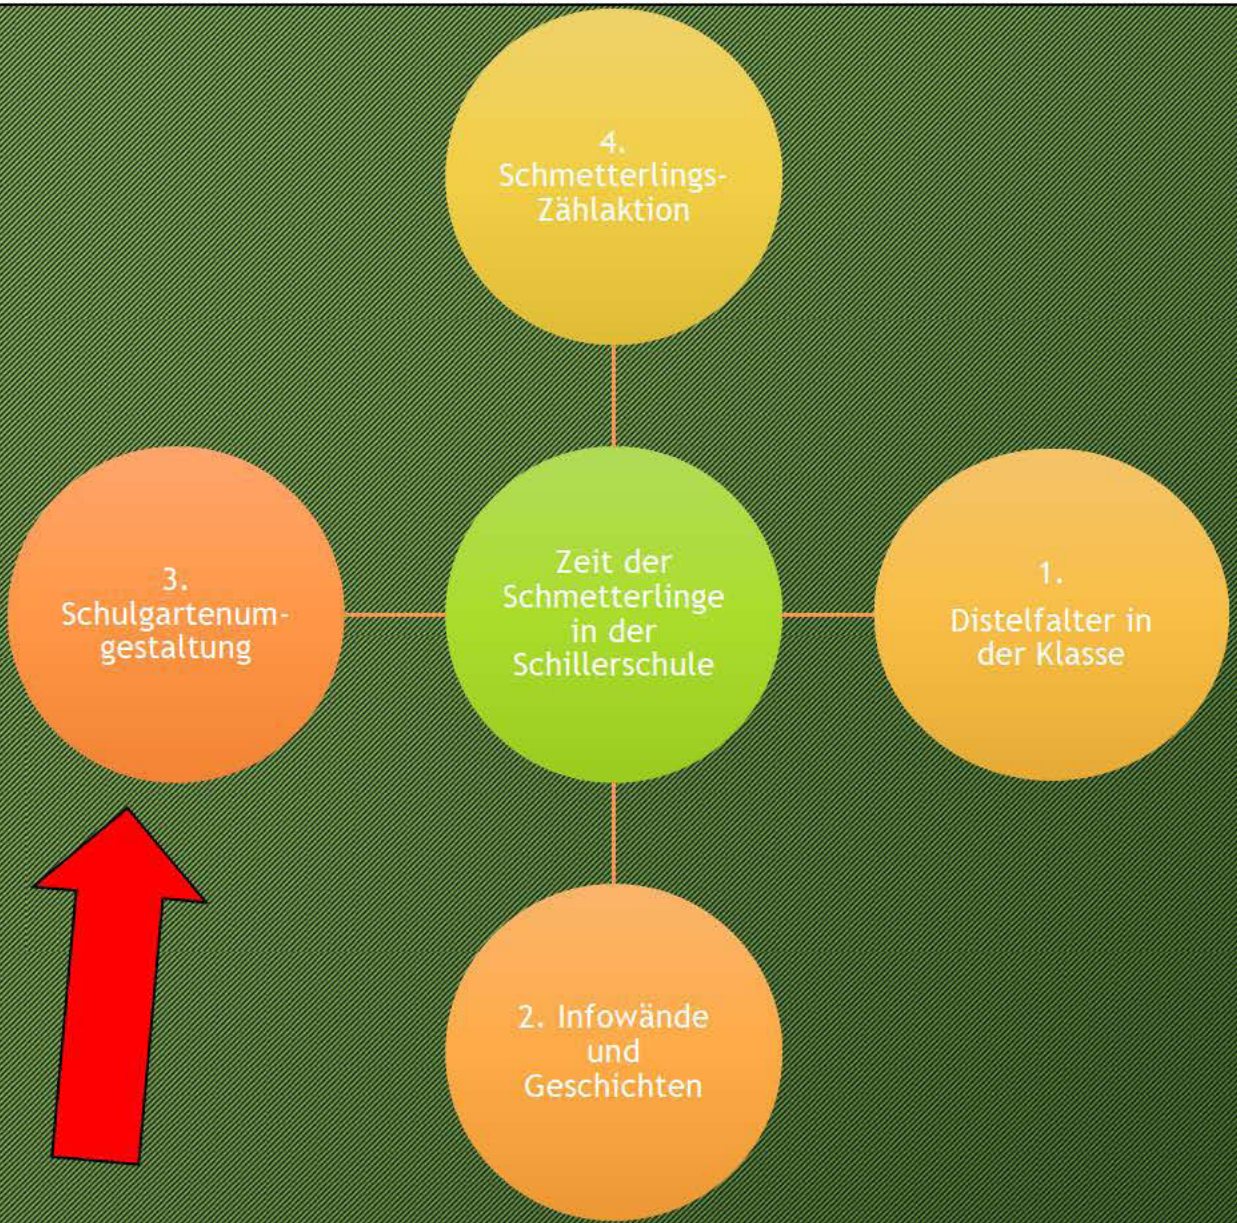 4.
Schmetterlings-
Zählaktion
3.
Schulgartenum-
gestaltung
Zeit der
Schmetterlinge
in der
Schillerschule
1.
Distelfalter in
der Klasse
2. Infowände
und
Geschichten